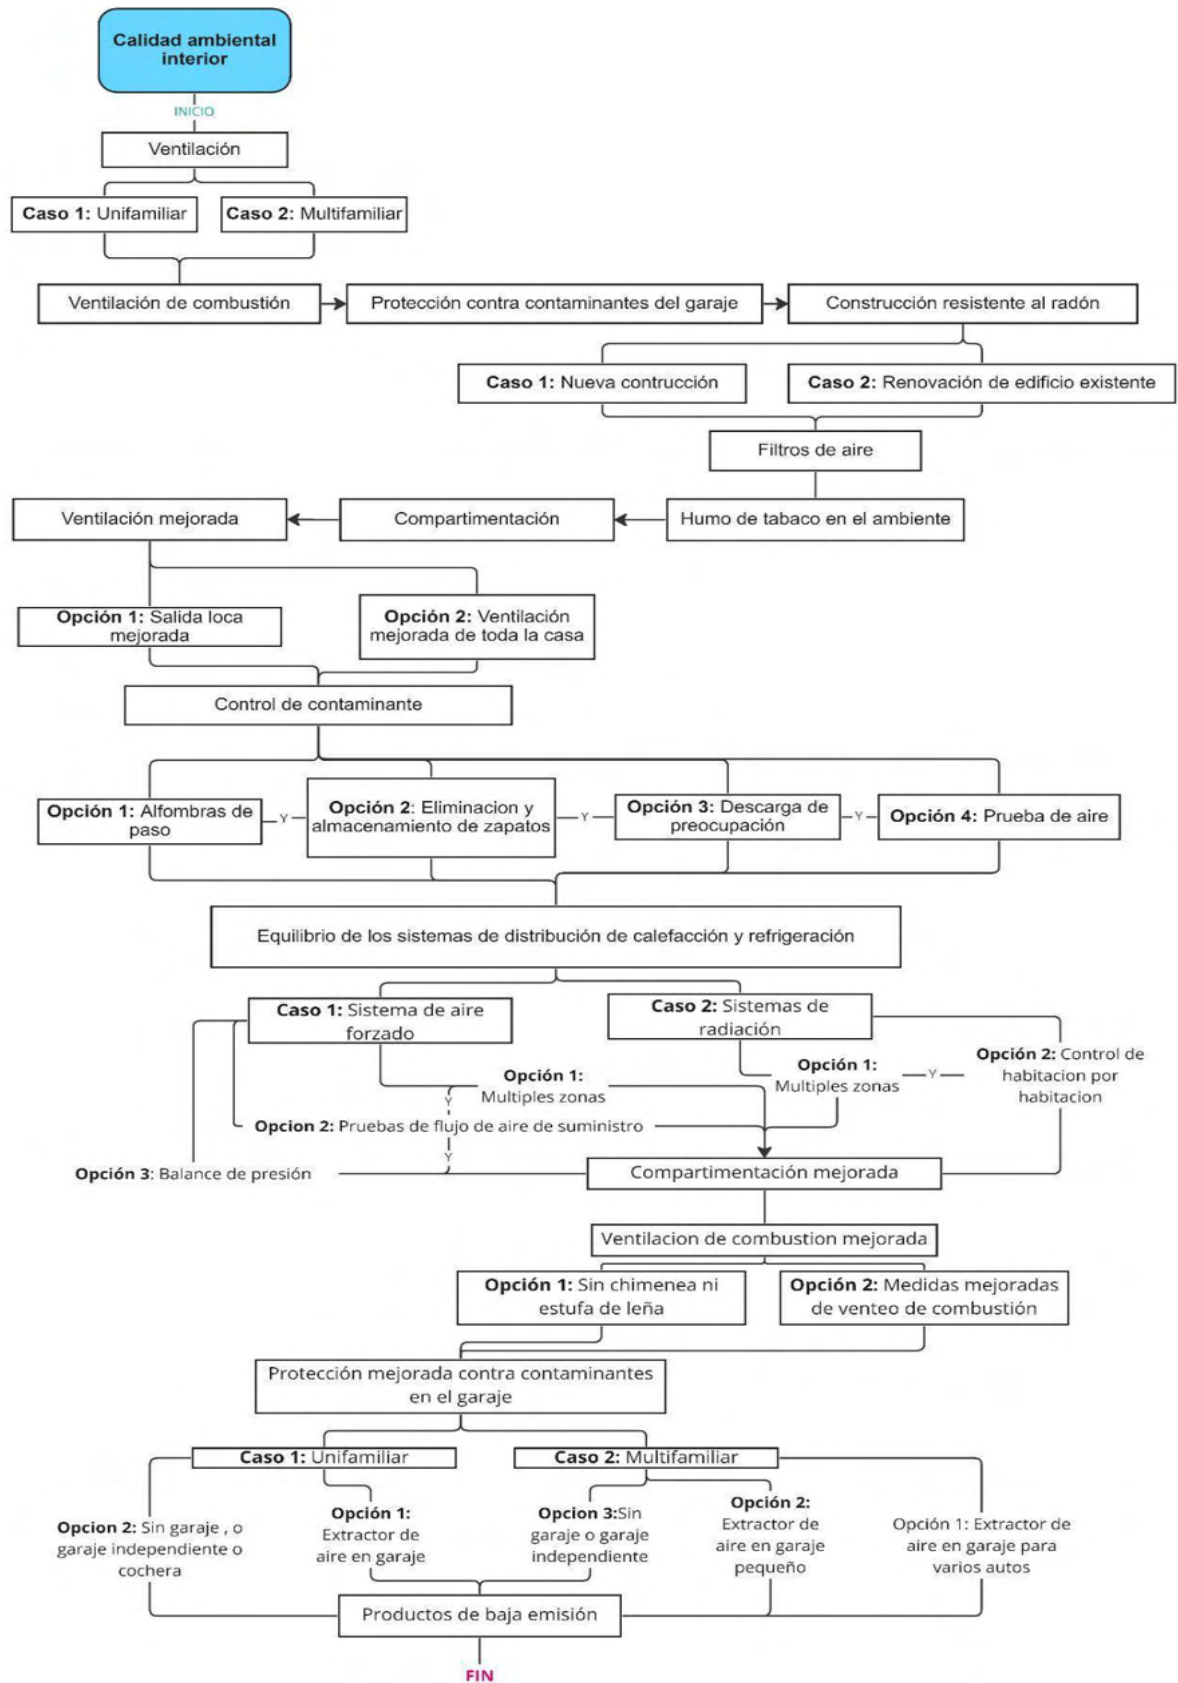 Calidad ambiental
interior
INICIO
Ventilación
Caso 1: Unifamiliar
Caso 2: Multifamiliar
Ventilación de combustión
Protección contra contaminantes del garaje
Construcción resistente al radón
Caso 1: Nueva contrucción
Caso 2: Renovación de edificio existente
Filtros de aire
Ventilación mejorada
Compartimentación
Humo de tabaco en el ambiente
Opción 1: Salida loca
mejorada
Opción 2: Ventilación
mejorada de toda la casa
Control de contaminante
Opción 1: Alfombras de
paso
Y
Opción 2: Eliminacion y
almacenamiento de zapatos
Y
Opción 3: Descarga de
preocupación
Y
Opción 4: Prueba de aire
Equilibrio de los sistemas de distribución de calefacción y refrigeración
Caso 1: Sistema de aire
forzado
Caso 2: Sistemas de
radiación
Opción 1:
Multiples zonas
Y
Opción 1:
Multiples zonas
Y
Opción 2: Control de
habitacion por
habitacion
Opcion 2: Pruebas de flujo de aire de suministro
Y
Opción 3: Balance de presión
Compartimentación mejorada
Ventilacion de combustion mejorada
Opción 1: Sin chimenea ni
estufa de leña
Opción 2: Medidas mejoradas
de venteo de combustión
Protección mejorada contra contaminantes
en el garaje
Caso 1: Unifamiliar
Caso 2: Multifamiliar
Opcion 2: Sin garaje , o
garaje independiente o
cochera
Opción 1:
Extractor de
aire en garaje
Opcion 3:Sin
garaje o garaje
independiente
Opción 2:
Extractor de
aire en garaje
pequeño
Opción 1: Extractor de
aire en garaje para
varios autos
Productos de baja emisión
FIN